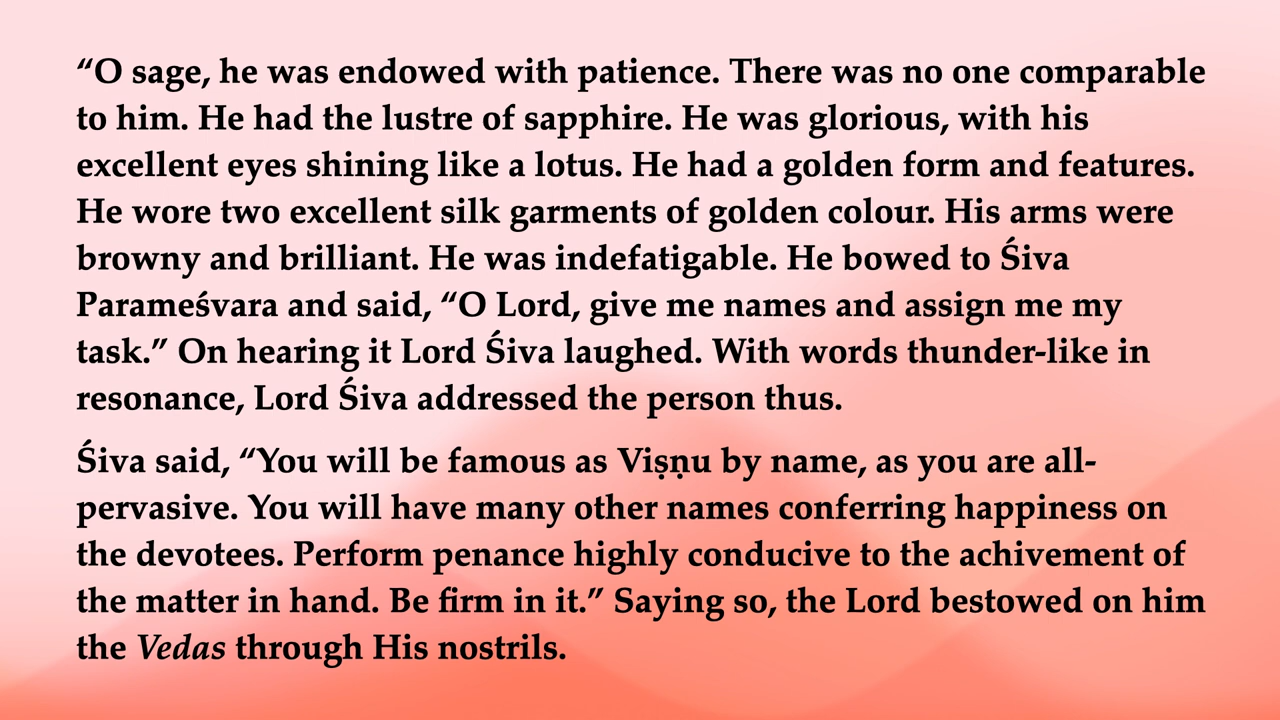 “O sage, he was endowed with patience. There was no one comparable
to him. He had the lustre of sapphire. He was glorious, with his
excellent eyes shining like a lotus. He had a golden form and features.
He wore two excellent silk garments of golden colour. His arms were
browny and brilliant. He was indefatigable. He bowed to Śiva
Parameśvara and said, “O Lord, give me names and assign me my
task.” On hearing it Lord Śiva laughed. With words thunder-like in
resonance, Lord Śiva addressed the person thus.
Śiva said, “You will be famous as Viṣṇu by name, as you are all-
pervasive. You will have many other names conferring happiness on
the devotees. Perform penance highly conducive to the achivement of
the matter in hand. Be firm in it.” Saying so, the Lord bestowed on him
the Vedas through His nostrils.